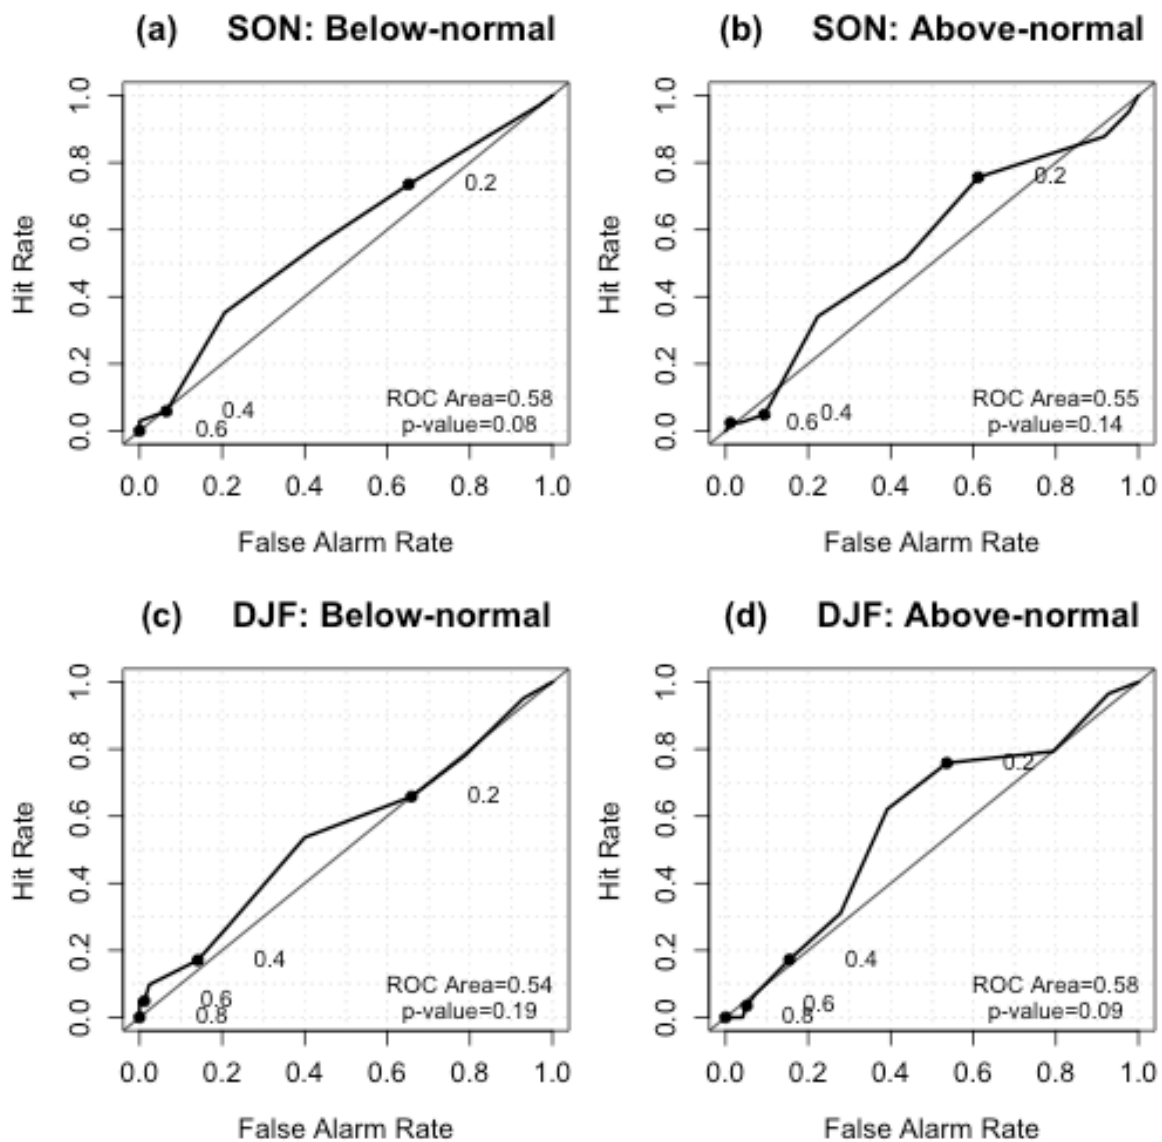 (a) SON: Below-normal
Hit Rate
1.0
0.8
0.6
0.4
0.2
0.0
0.2
0.4
0.6
ROC Area=0.58
p-value=0.08
0.0 0.2 0.4 0.6 0.8 1.0
False Alarm Rate
(b) SON: Above-normal
Hit Rate
1.0
0.8
0.6
0.4
0.2
0.0
0.2
0.4
0.6
ROC Area=0.55
p-value=0.14
0.0 0.2 0.4 0.6 0.8 1.0
False Alarm Rate
(c) DJF: Below-normal
Hit Rate
1.0
0.8
0.6
0.4
0.2
0.0
0.2
0.4
0.6
0.8
ROC Area=0.54
p-value=0.19
0.0 0.2 0.4 0.6 0.8 1.0
False Alarm Rate
(d) DJF: Above-normal
Hit Rate
1.0
0.8
0.6
0.4
0.2
0.0
0.2
0.4
0.6
0.8
ROC Area=0.58
p-value=0.09
0.0 0.2 0.4 0.6 0.8 1.0
False Alarm Rate